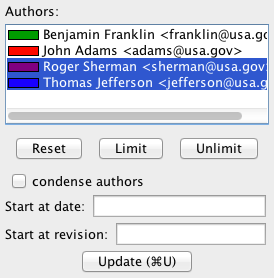 Authors:
Benjamin Franklin <franklin@usa.go
John Adams <adams@usa.gov>
Roger Sherman <sherman@usa.gov>
Thomas Jefferson <jefferson@usa.g
Reset Limit Unlimit
condense authors
Start at date:
Start at revision:
Update (⌘U)